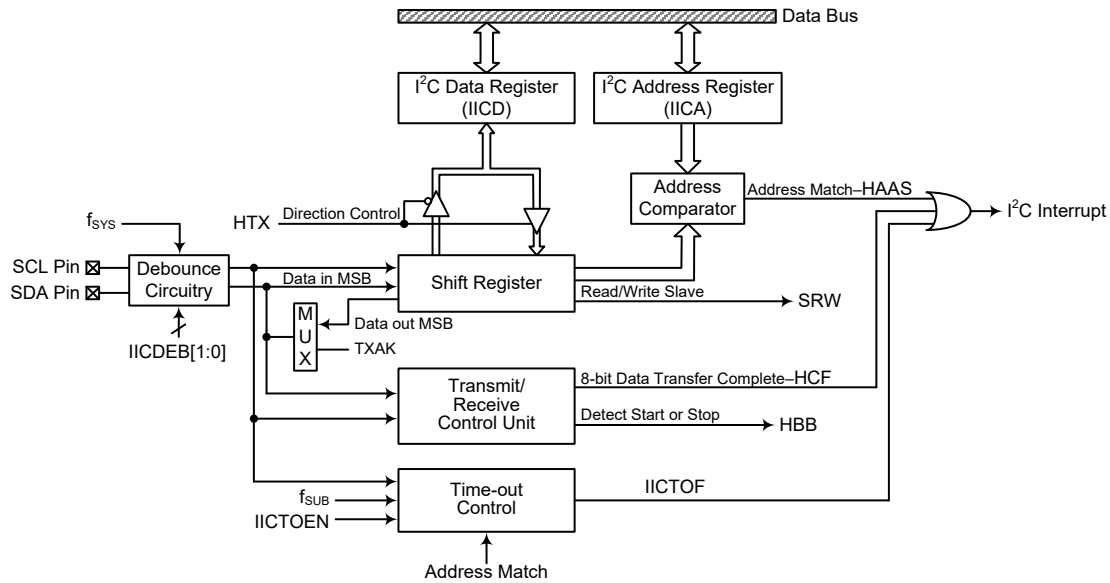 Data Bus
I²C Data Register
(IICD)
I²C Address Register
(IICA)
Address
Comparator
Address Match–HAAS
I²C Interrupt
HTX
Direction Control
fSYS
SCL Pin
SDA Pin
Debounce
Circuitry
IICDEB[1:0]
Data in MSB
Shift Register
Read/Write Slave
SRW
M
U
X
Data out MSB
TXAK
Transmit/
Receive
Control Unit
8-bit Data Transfer Complete–HCF
Detect Start or Stop
HBB
fSUB
IICTOEN
Time-out
Control
IICTOF
Address Match